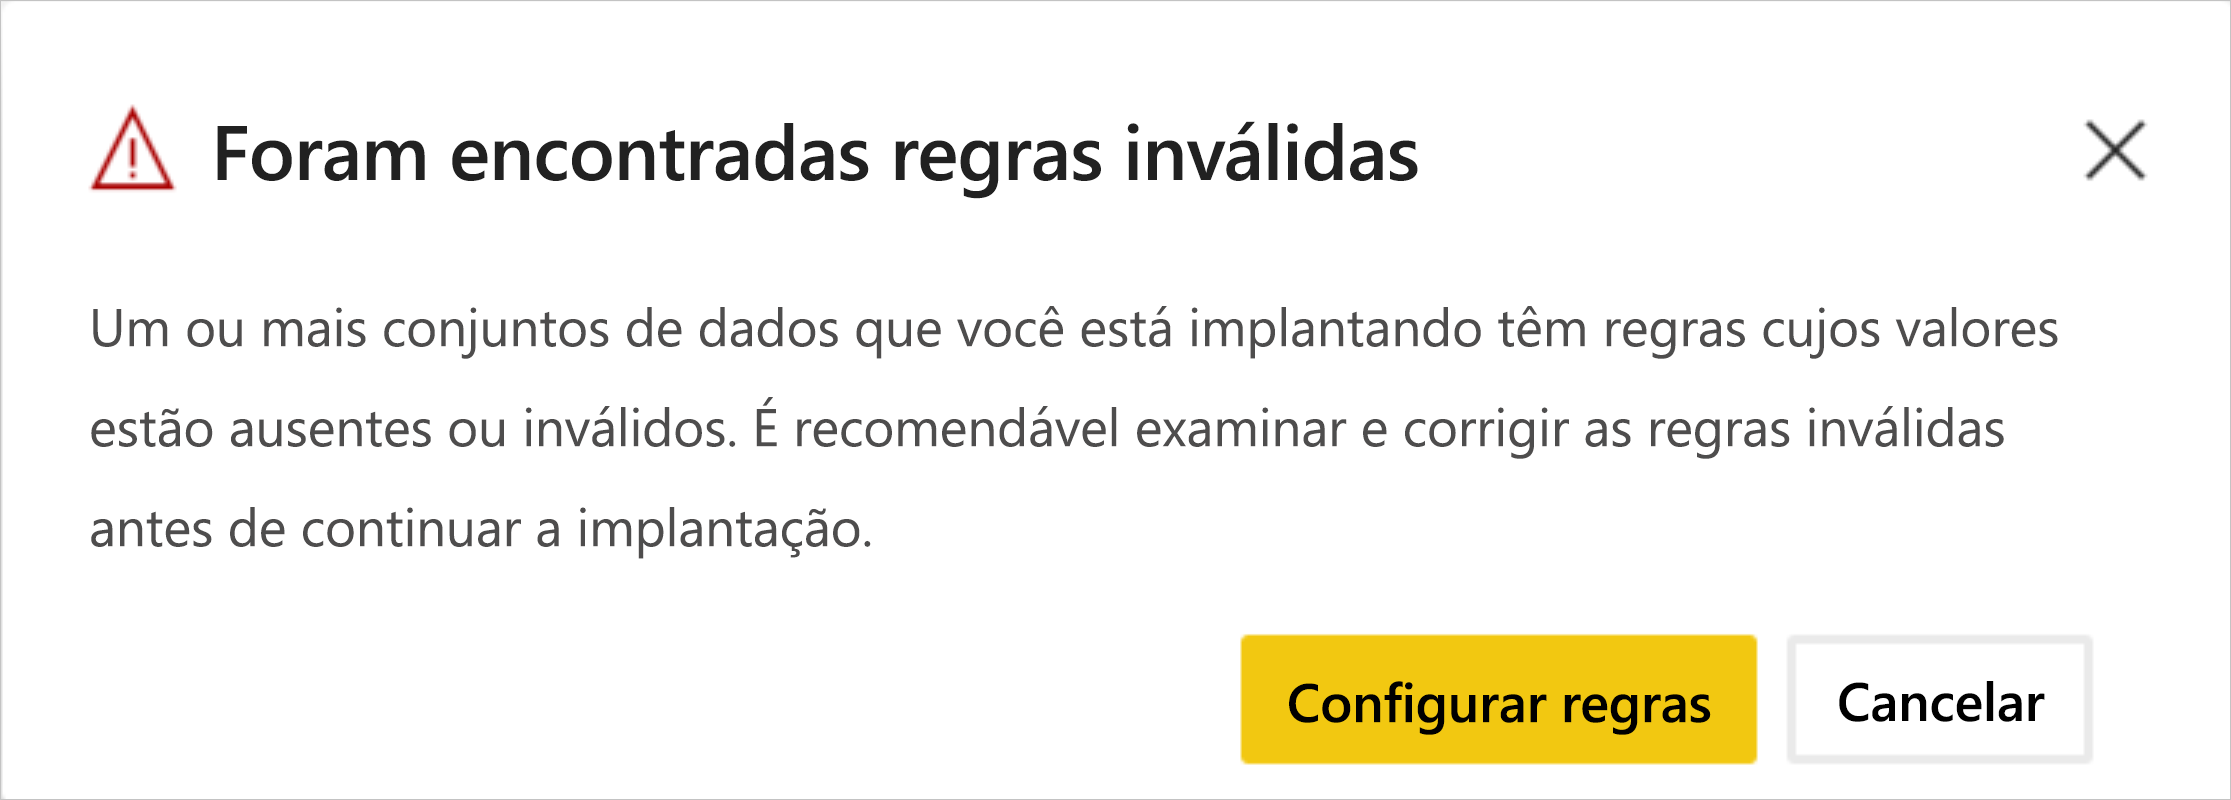 Foram encontradas regras inválidas
Um ou mais conjuntos de dados que você está implantando têm regras cujos valores
estão ausentes ou inválidos. É recomendável examinar e corrigir as regras inválidas
antes de continuar a implantação.
Configurar regras
Cancelar